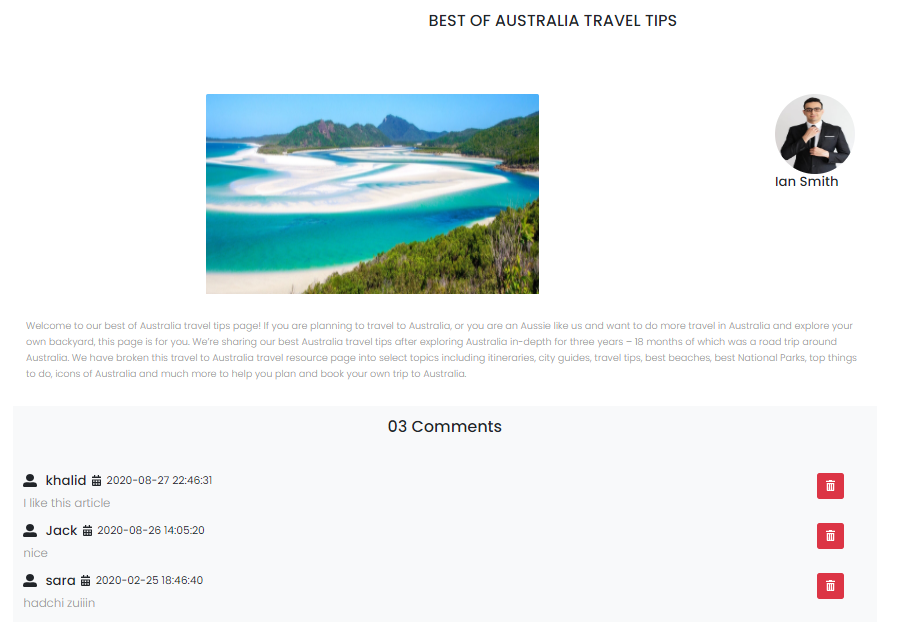 BEST OF AUSTRALIA TRAVEL TIPS
Ian Smith
Welcome to our best of Australia travel tips page! If you are planning to travel to Australia, or you are an Aussie like us and want to do more travel in Australia and explore your
own backyard, this page is for you. We're sharing our best Australia travel tips after exploring Australia in-depth for three years – 18 months of which was a road trip around
Australia. We have broken this travel to Australia travel resource page into select topics including itineraries, city guides, travel tips, best beaches, best National Parks, top things
to do, icons of Australia and much more to help you plan and book your own trip to Australia.
03 Comments
khalid 2020-08-27 22:46:31
I like this article
Jack 2020-08-26 14:05:20
nice
sara 2020-02-25 18:46:40
hadchi zuiiin